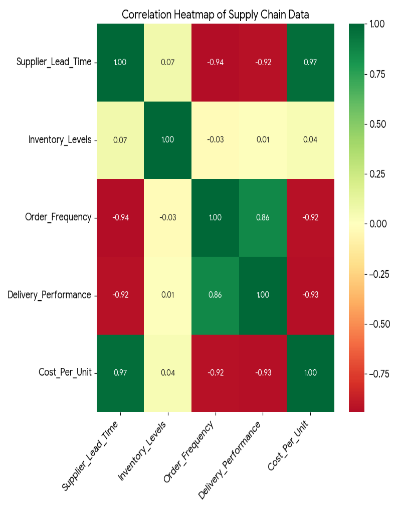 Correlation Heatmap of Supply Chain Data
Supplier_Lead_Time 1.00 0.07 -0.94 -0.92 0.97
Inventory_Levels 0.07 1.00 -0.03 0.01 0.04
Order_Frequency -0.94 -0.03 1.00 0.86 -0.92
Delivery_Performance -0.92 0.01 0.86 1.00 -0.93
Cost_Per_Unit 0.97 0.04 -0.92 -0.93 1.00
Supplier_Lead_Time Inventory_Levels Order_Frequency Delivery_Performance Cost_Per_Unit
1.00
0.75
0.50
0.25
0.00
-0.25
-0.50
-0.75